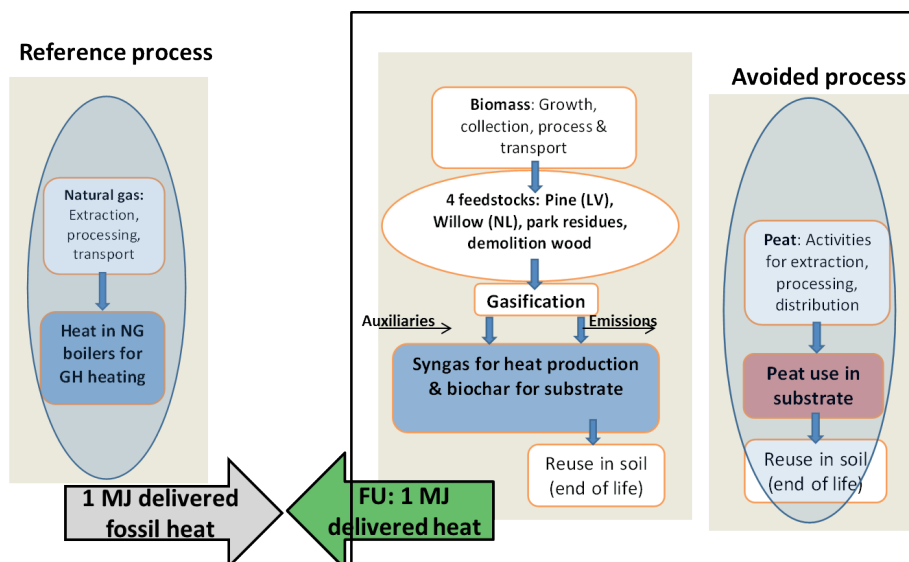 Reference process
Natural gas:
Extraction,
processing,
transport
Heat in NG
boilers for
GH heating
1 MJ delivered
fossil heat
Biomass: Growth,
collection, process &
transport
4 feedstocks: Pine (LV),
Willow (NL), park residues,
demolition wood
Gasification
Auxiliaries
Emissions
Syngas for heat production
& biochar for substrate
Reuse in soil
(end of life)
FU: 1 MJ
delivered heat
Avoided process
Peat: Activities
for extraction,
processing,
distribution
Peat use in
substrate
Reuse in soil
(end of life)